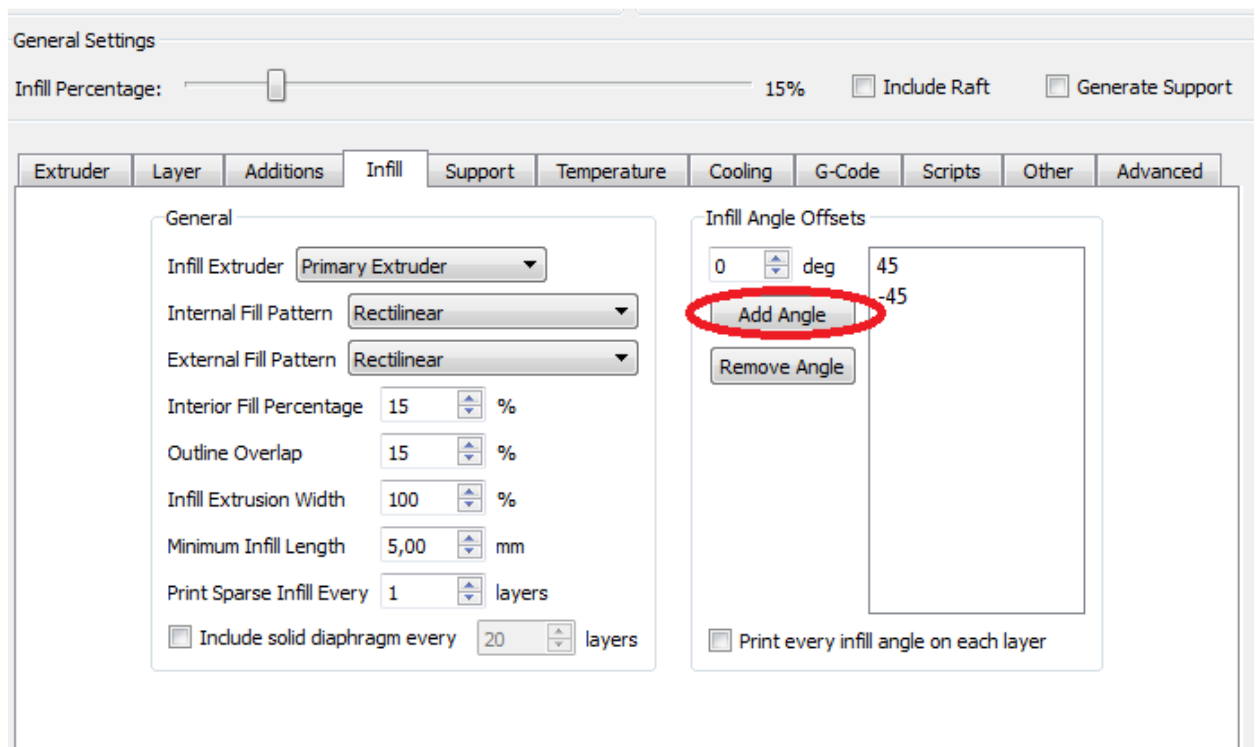 General Settings
Infill Percentage: 15% Include Raft Generate Support
Extruder Layer Additions Infill Support Temperature Cooling G-Code Scripts Other Advanced
General
Infill Extruder Primary Extruder
Internal Fill Pattern Rectilinear
External Fill Pattern Rectilinear
Interior Fill Percentage 15 %
Outline Overlap 15 %
Infill Extrusion Width 100 %
Minimum Infill Length 5,00 mm
Print Sparse Infill Every 1 layers
Include solid diaphragm every 20 layers
Infill Angle Offsets
0 deg
Add Angle
Remove Angle
45
-45
Print every infill angle on each layer